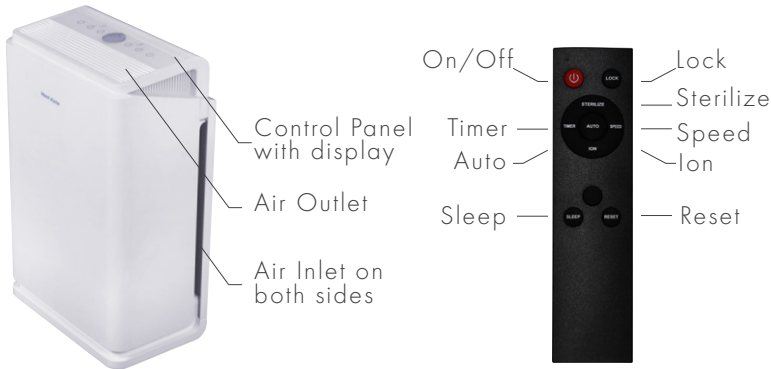 On/Off
Lock
LOCK
Sterilize
STERILIZE
Timer
TIMER
AUTO
SPEED
Speed
Control Panel
with display
Auto
ION
Ion
Air Outlet
Sleep
SLEEP
RESET
Reset
Air Inlet on
both sides